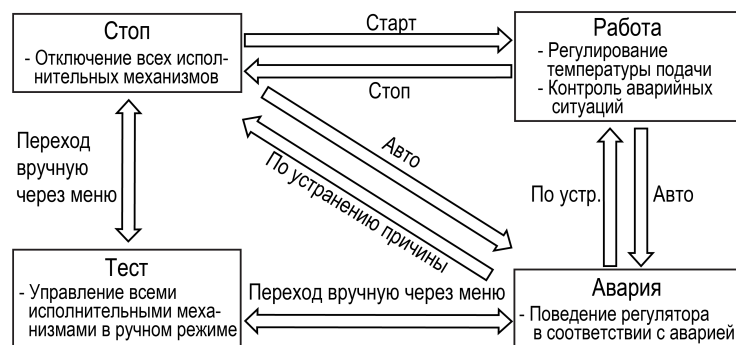 Стоп
- Отключение всех испол-
нительных механизмов
Старт
Стоп
Работа
- Регулирование
температуры подачи
- Контроль аварийных
ситуаций
Переход
вручную
через меню
Авто
По устранению причины
По устр.
Авто
Тест
- Управление всеми
исполнительными меха-
низмами в ручном режиме
Переход вручную через меню
Авария
- Поведение регулятора
в соответствии с аварией